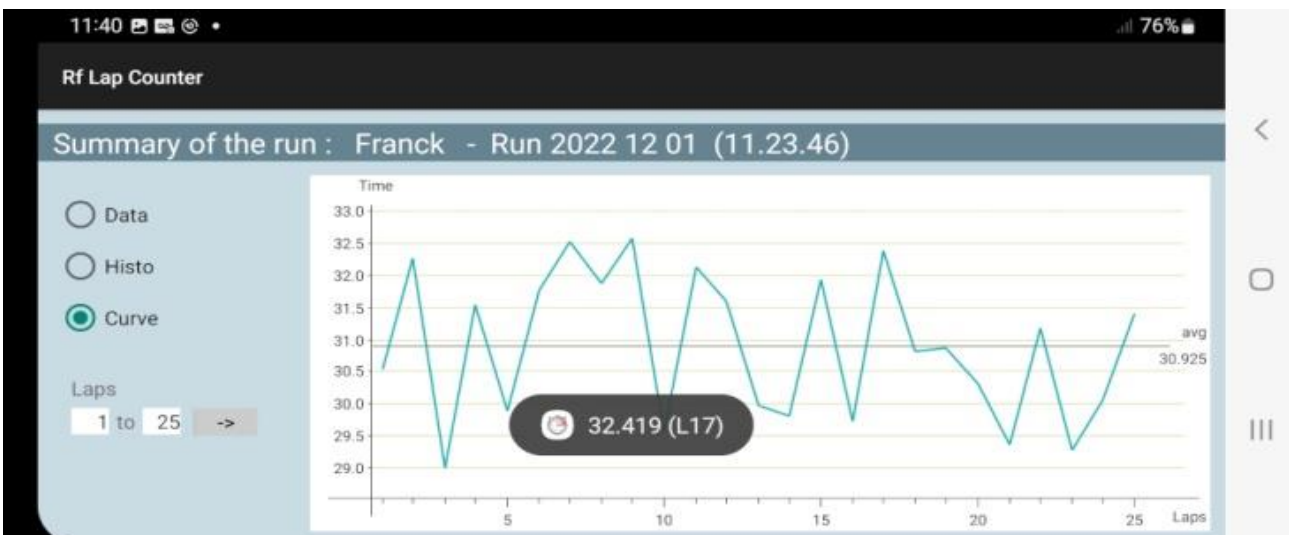 11:40
76%
Rf Lap Counter
Summary of the run : Franck - Run 2022 12 01 (11.23.46)
Data
Histo
Curve
Laps
1 to 25 ->
Time
33.0
32.5
32.0
31.5
31.0
30.5
30.0
29.5
29.0
avg
30.925
32.419 (L17)
5 10 15 20 25 Laps